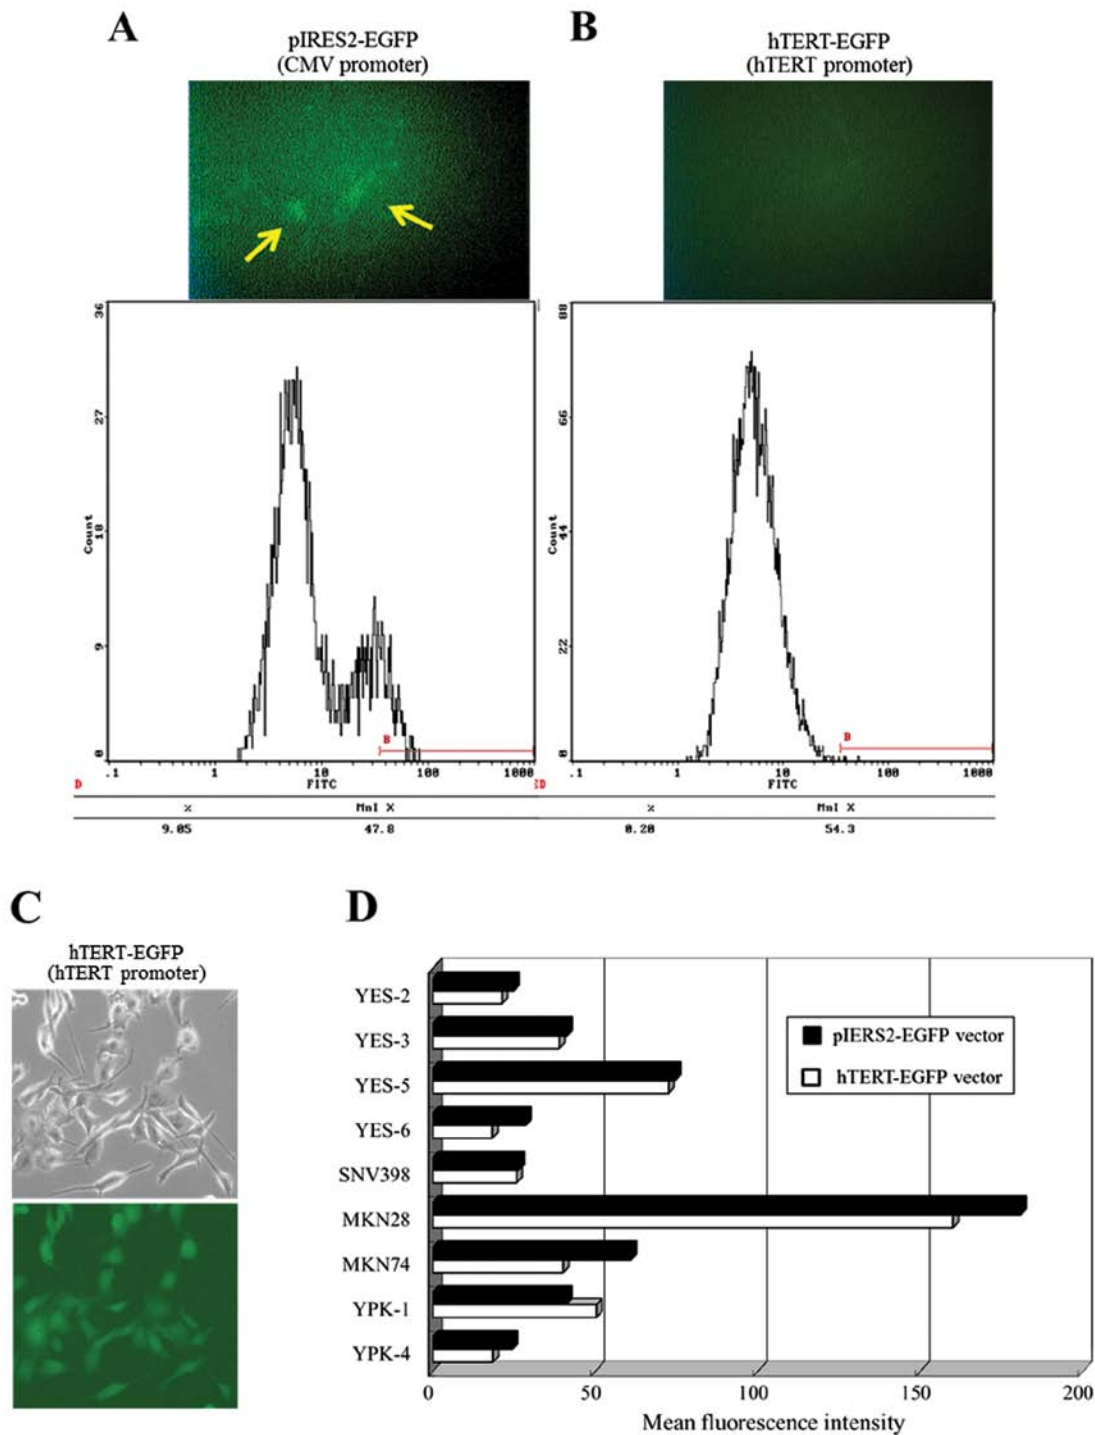 A
pIRES2-EGFP
(CMV promoter)
B
hTERT-EGFP
(hTERT promoter)
36
27
18
9
0
Count
B
.1
1
10
100
1000
FITC
D
%
MnI X
9.05
47.8
88
66
44
22
0
Count
B
.1
1
10
100
1000
FITC
D
%
MnI X
0.20
54.3
C
hTERT-EGFP
(hTERT promoter)
D
YES-2
YES-3
YES-5
YES-6
SNV398
MKN28
MKN74
YPK-1
YPK-4
pIERS2-EGFP vector
hTERT-EGFP vector
0
50
100
150
200
Mean fluorescence intensity